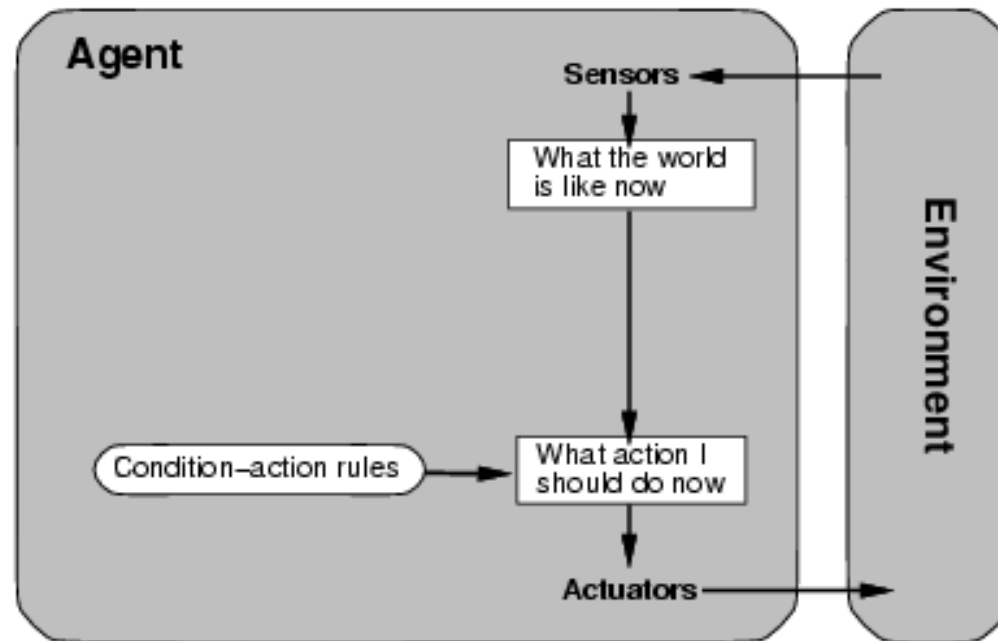 Agent
Sensors
What the world
is like now
Environment
Condition–action rules
What action I
should do now
Actuators